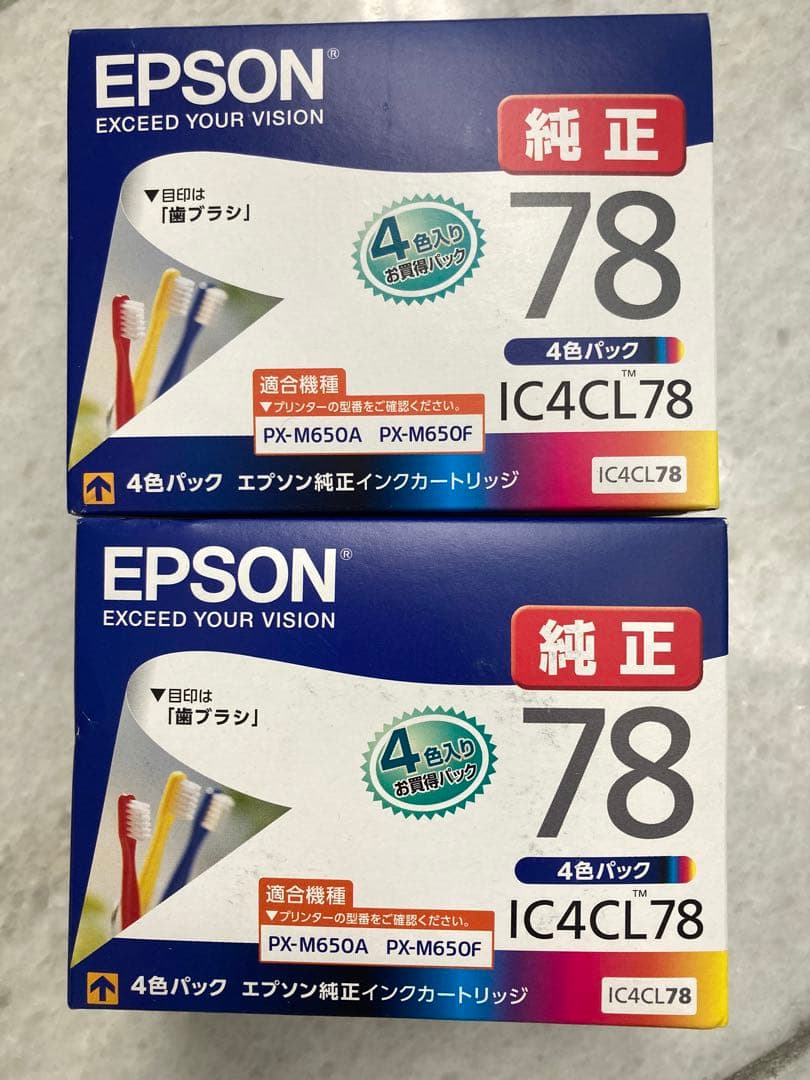 EPSON®
EXCEED YOUR VISION
純正
▼目印は
「歯ブラシ」
4色入り
お買得パック
78
4色パック
IC4CL™78
適合機種
▼プリンターの型番をご確認ください。
PX-M650A PX-M650F
4色パック エプソン純正インクカートリッジ
IC4CL78
EPSON®
EXCEED YOUR VISION
純正
▼目印は
「歯ブラシ」
4色入り
お買得パック
78
4色パック
IC4CL™78
適合機種
▼プリンターの型番をご確認ください。
PX-M650A PX-M650F
4色パック エプソン純正インクカートリッジ
IC4CL78